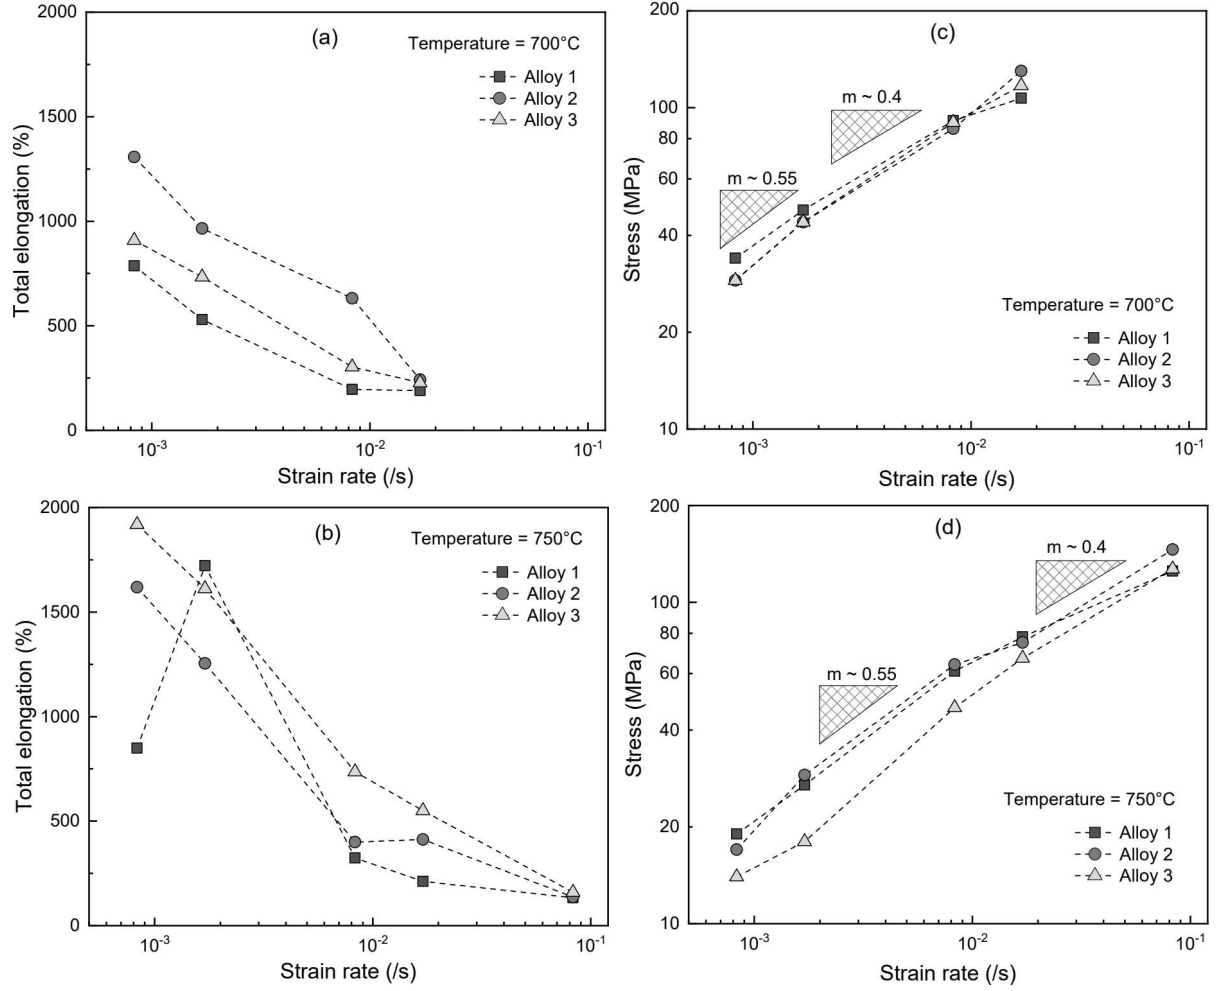 (a)
Temperature = 700°C
Alloy 1
Alloy 2
Alloy 3
2000
1500
1000
500
0
Total elongation (%)
10-3
10-2
10-1
Strain rate (/s)
(c)
m ~ 0.4
m ~ 0.55
Temperature = 700°C
Alloy 1
Alloy 2
Alloy 3
200
100
80
60
40
20
10
Stress (MPa)
10-3
10-2
10-1
Strain rate (/s)
(b)
Temperature = 750°C
Alloy 1
Alloy 2
Alloy 3
2000
1500
1000
500
0
Total elongation (%)
10-3
10-2
10-1
Strain rate (/s)
(d)
m ~ 0.4
m ~ 0.55
Temperature = 750°C
Alloy 1
Alloy 2
Alloy 3
200
100
80
60
40
20
10
Stress (MPa)
10-3
10-2
10-1
Strain rate (/s)